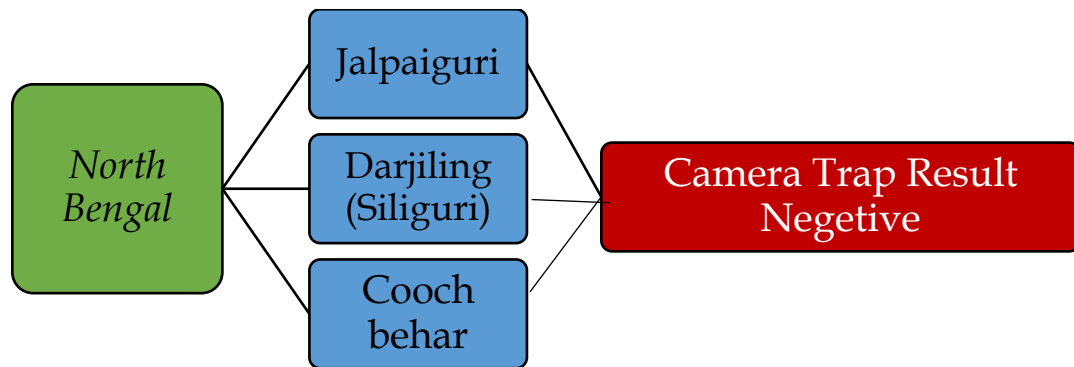 North
Bengal
Jalpaiguri
Darjiling
(Siliguri)
Cooch
behar
Camera Trap Result
Negetive